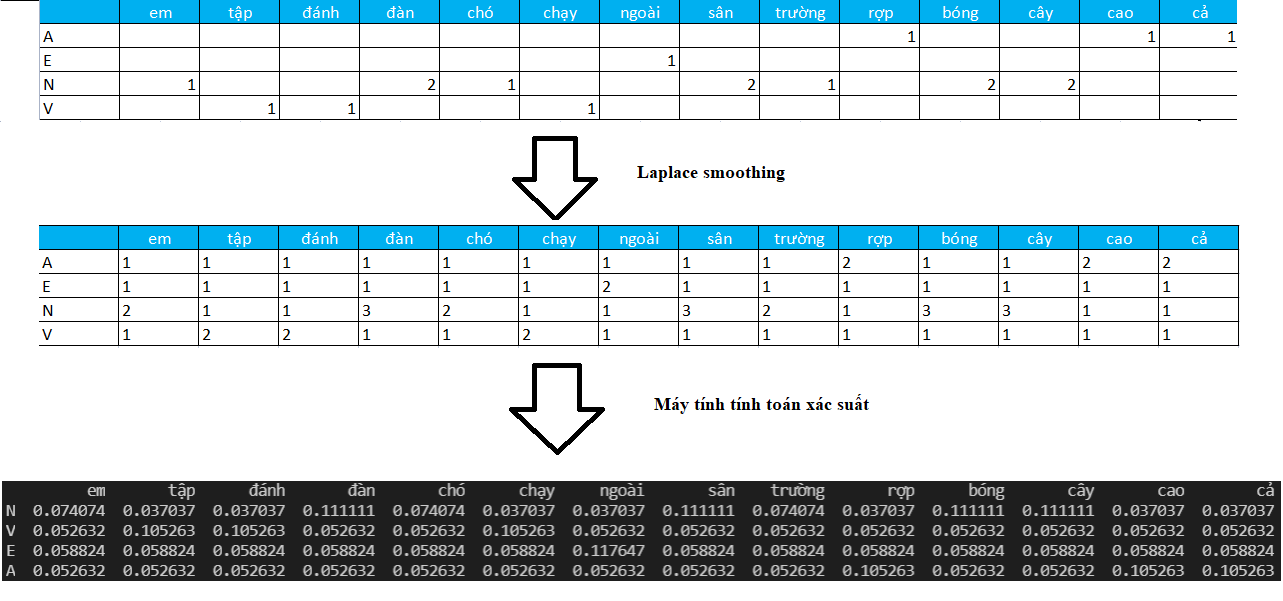 em tập đánh đàn chó chạy ngoài sân trường rợp bóng cây cao cả
A 1 1 1
E 1
N 1 2 1 2 1 2 2
V 1 1 1
Laplace smoothing
em tập đánh đàn chó chạy ngoài sân trường rợp bóng cây cao cả
A 1 1 1 1 1 1 1 1 1 2 1 1 2 2
E 1 1 1 1 1 1 2 1 1 1 1 1 1 1
N 2 1 1 3 2 1 1 3 2 1 3 3 1 1
V 1 2 2 1 1 2 1 1 1 1 1 1 1 1
Máy tính tính toán xác suất
em tập đánh đàn chó chạy ngoài sân trường rợp bóng cây cao cả
N 0.074074 0.037037 0.037037 0.111111 0.074074 0.037037 0.037037 0.111111 0.074074 0.037037 0.111111 0.111111 0.037037 0.037037
V 0.052632 0.105263 0.105263 0.052632 0.052632 0.105263 0.052632 0.052632 0.052632 0.052632 0.052632 0.052632 0.052632 0.052632
E 0.058824 0.058824 0.058824 0.058824 0.058824 0.058824 0.117647 0.058824 0.058824 0.058824 0.058824 0.058824 0.058824 0.058824
A 0.052632 0.052632 0.052632 0.052632 0.052632 0.052632 0.052632 0.052632 0.052632 0.105263 0.052632 0.052632 0.105263 0.105263